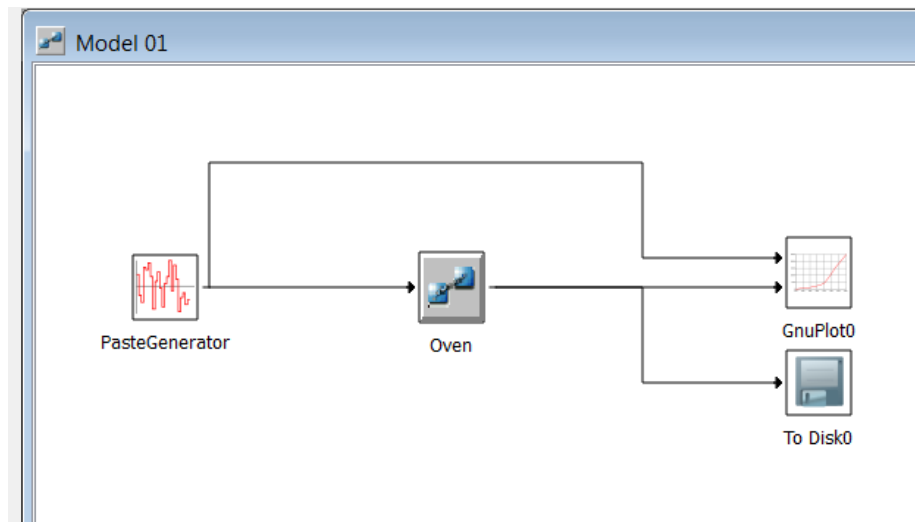 Model 01
PasteGenerator
Oven
GnuPlot0
To Disk0